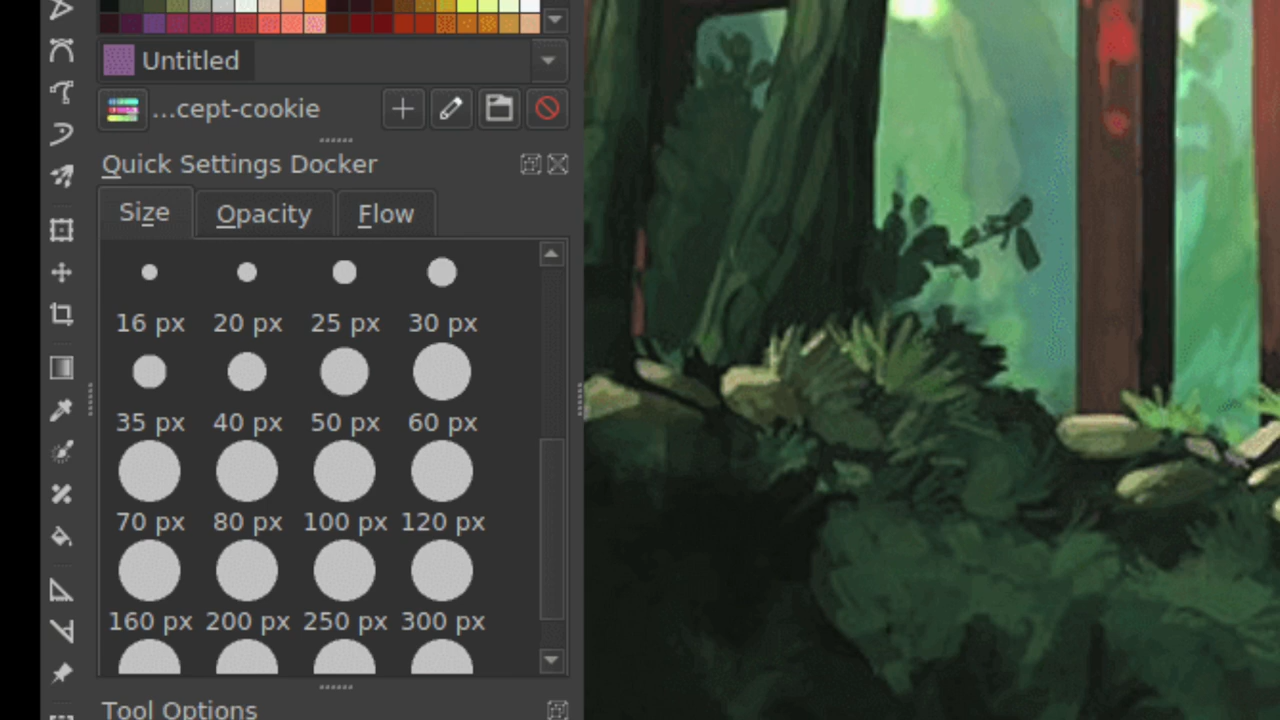 Untitled
...cept-cookie
Quick Settings Docker
Size Opacity Flow
16 px 20 px 25 px 30 px
35 px 40 px 50 px 60 px
70 px 80 px 100 px 120 px
160 px 200 px 250 px 300 px
Tool Options